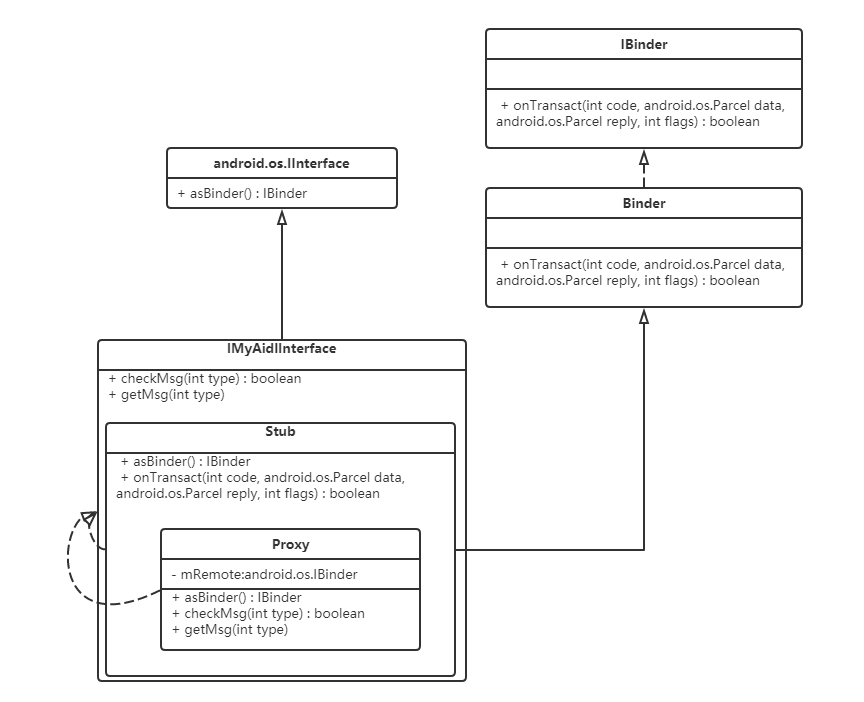 IBinder
+ onTransact(int code, android.os.Parcel data,
android.os.Parcel reply, int flags) : boolean
android.os.IInterface
+ asBinder() : IBinder
Binder
+ onTransact(int code, android.os.Parcel data,
android.os.Parcel reply, int flags) : boolean
IMyAidlInterface
+ checkMsg(int type) : boolean
+ getMsg(int type)
Stub
+ asBinder() : IBinder
+ onTransact(int code, android.os.Parcel data,
android.os.Parcel reply, int flags) : boolean
Proxy
- mRemote:android.os.IBinder
+ asBinder() : IBinder
+ checkMsg(int type) : boolean
+ getMsg(int type)